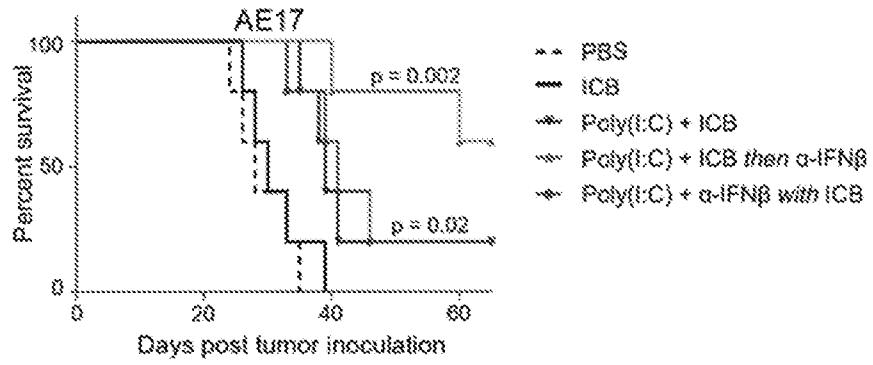 AE17
100
50
0
Percent survival
p = 0.002
p = 0.02
0 20 40 60
Days post tumor inoculation
PBS
ICB
Poly(I:C) + ICB
Poly(I:C) + ICB then α-IFNβ
Poly(I:C) + α-IFNβ with ICB